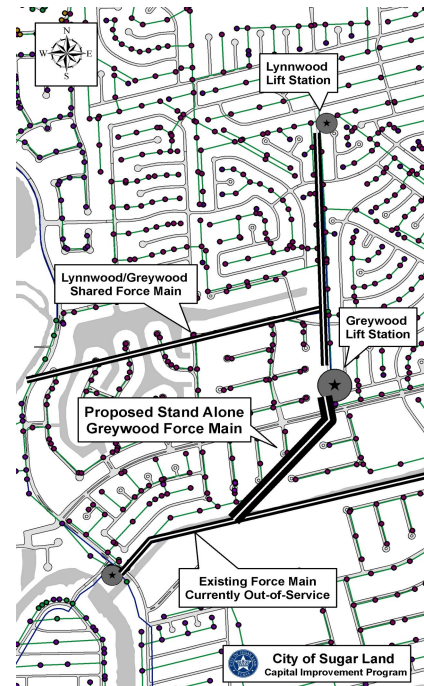 N
W E
S
Lynnwood
Lift Station
Lynnwood/Greywood
Shared Force Main
Greywood
Lift Station
Proposed Stand Alone
Greywood Force Main
Existing Force Main
Currently Out-of-Service
City of Sugar Land
Capital Improvement Program